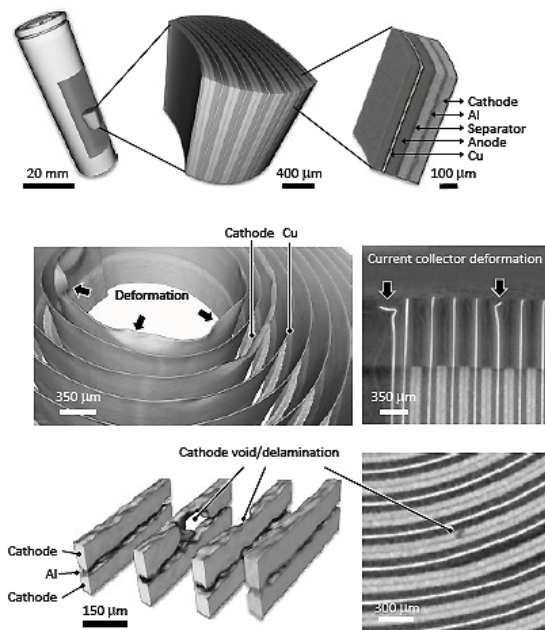 Cathode
Al
Separator
Anode
Cu
20 mm
400 µm
100 µm
Cathode Cu
Deformation
350 µm
Current collector deformation
350 µm
Cathode void/delamination
Cathode
Al
Cathode
150 µm
300 µm